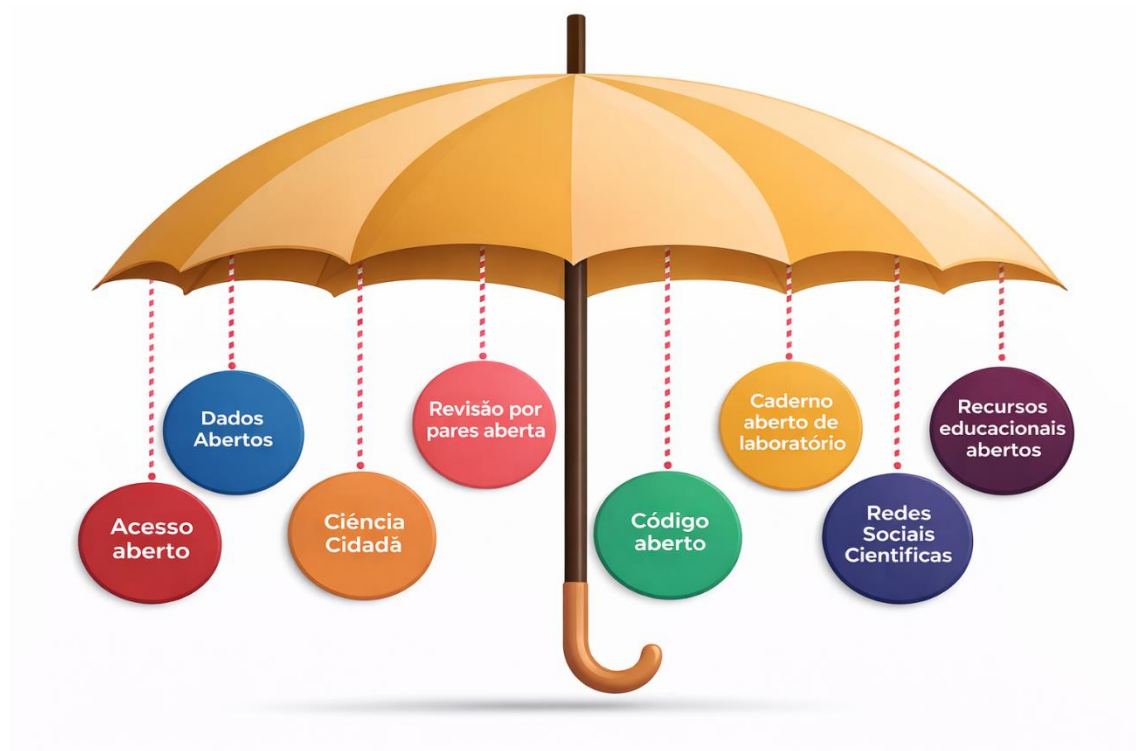 Acesso
aberto
Dados
Abertos
Ciéncia
Cidadã
Revisão por
pares aberta
Código
aberto
Caderno
aberto de
laboratório
Redes
Sociais
Cientificas
Recursos
educacionais
abertos